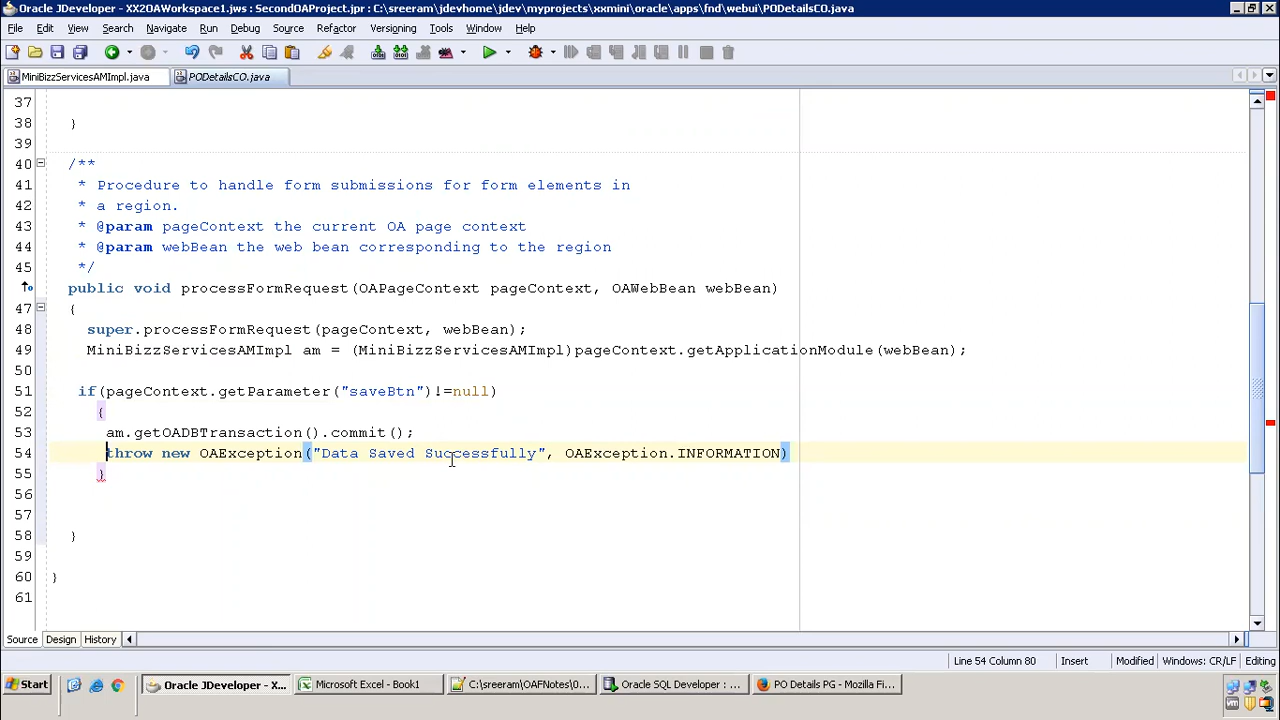 Oracle JDeveloper - XX2OAWorkspace1.jws : SecondOAProject.jpr : C:\sreeram\jdevhome\jdev\myprojects\xxmini\oracle\apps\fnd\webui\PODetailsCO.java
File Edit View Search Navigate Run Debug Source Refactor Versioning Tools Window Help
MiniBizzServicesAMImpl.java PODetailsCO.java
37
38 }
39
40 /**
41 * Procedure to handle form submissions for form elements in
42 * a region.
43 * @param pageContext the current OA page context
44 * @param webBean the web bean corresponding to the region
45 */
46 public void processFormRequest(OAPageContext pageContext, OAWebBean webBean)
47 {
48 super.processFormRequest(pageContext, webBean);
49 MiniBizzServicesAMImpl am = (MiniBizzServicesAMImpl)pageContext.getApplicationModule(webBean);
50
51 if(pageContext.getParameter("saveBtn")!=null)
52 {
53 am.getOADBTransaction().commit();
54 throw new OAException("Data Saved Successfully", OAException.INFORMATION)
55 }
56
57
58 }
59
60 }
61
Source Design History
Line 54 Column 80 Insert Modified Windows: CR/LF Editing
Start Oracle JDeveloper - X... Microsoft Excel - Book1 C:\sreeram\OAFNotes\0... Oracle SQL Developer : ... PO Details PG - Mozilla Fi...